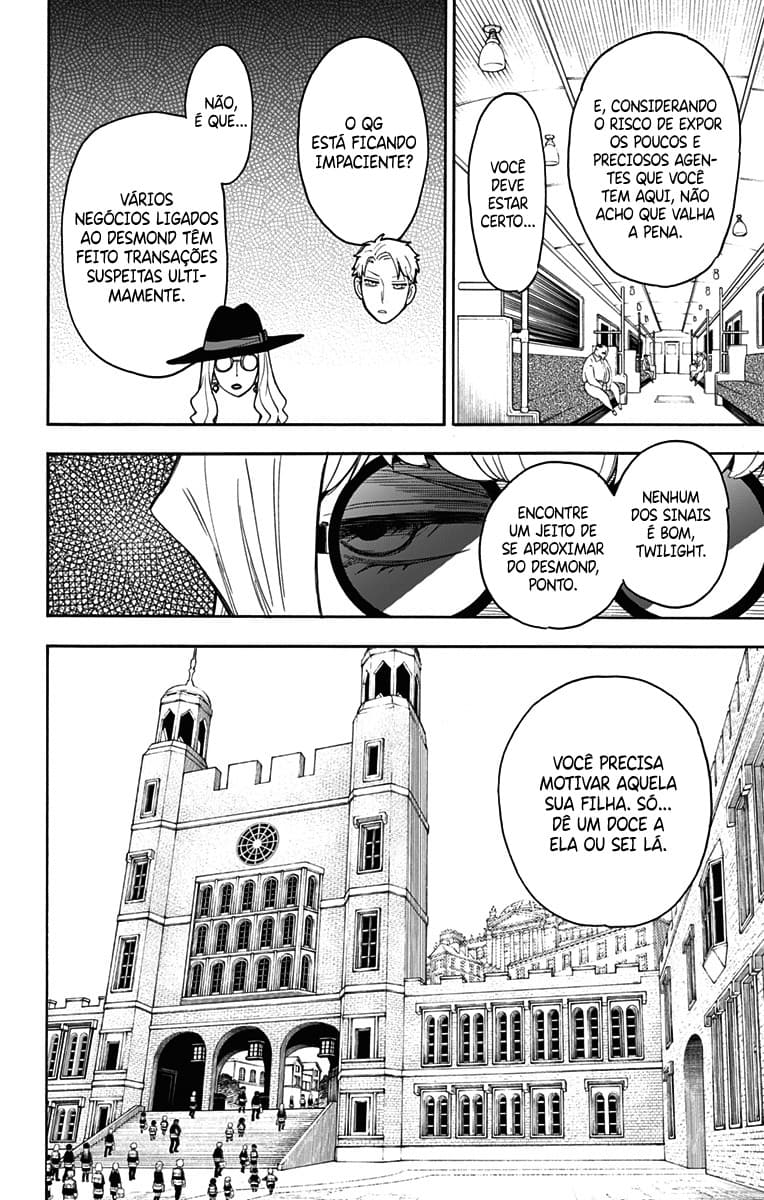 E, CONSIDERANDO
O RISCO DE EXPOR
OS POUCOS E
PRECIOSOS AGEN-
TES QUE VOCÊ
TEM AQUI, NÃO
ACHO QUE VALHA
A PENA.
VOCÊ
DEVE
ESTAR
CERTO...
O QG
ESTÁ FICANDO
IMPACIENTE?
NÃO,
É QUE...
VÁRIOS
NEGÓCIOS LIGADOS
AO DESMOND TÊM
FEITO TRANSAÇÕES
SUSPEITAS ULTI-
MAMENTE.
NENHUM
DOS SINAIS
É BOM,
TWILIGHT.
ENCONTRE
UM JEITO DE
SE APROXIMAR
DO DESMOND,
PONTO.
VOCÊ PRECISA
MOTIVAR AQUELA
SUA FILHA. SÓ...
DÊ UM DOCE A
ELA OU SEI LÁ.